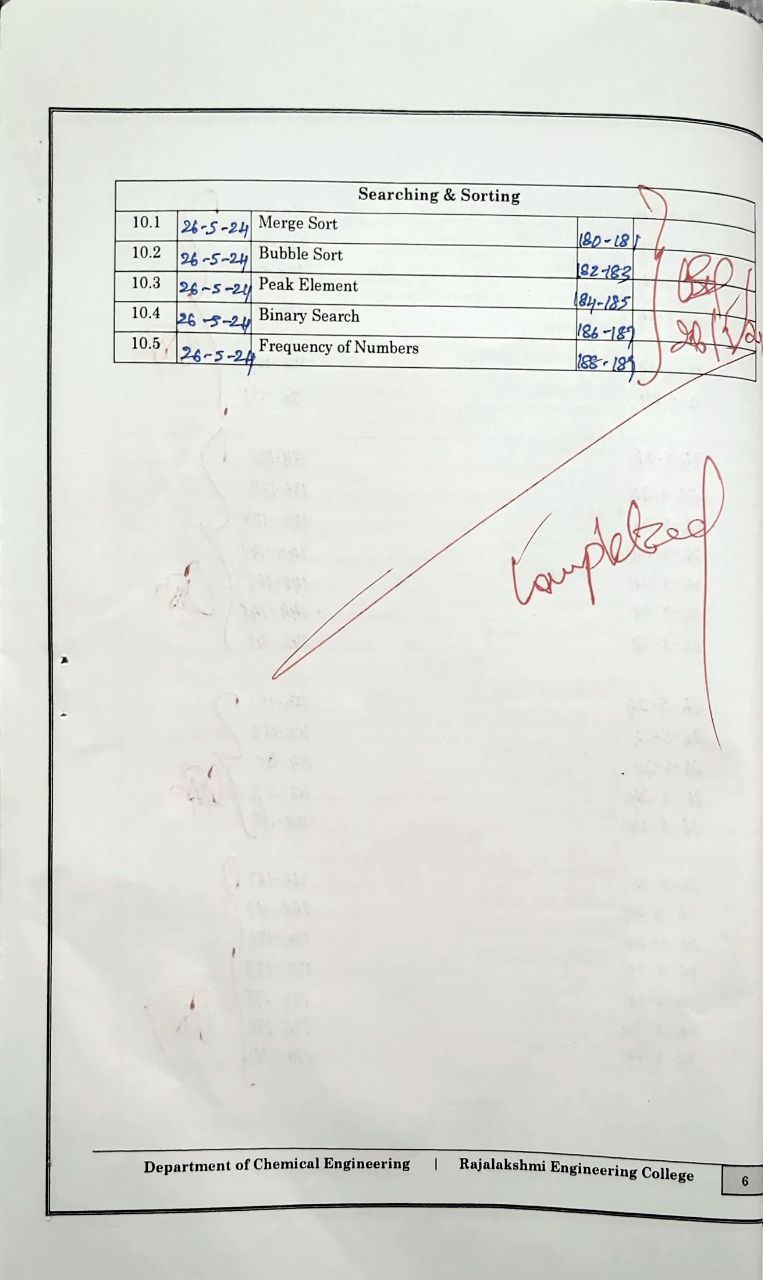 Searching & Sorting
10.1 26-5-24 Merge Sort 180-181
10.2 26-5-24 Bubble Sort 182-183
10.3 26-5-24 Peak Element 184-185
10.4 26-5-24 Binary Search 186-187
10.5 26-5-24 Frequency of Numbers 188-189
Completed
Department of Chemical Engineering | Rajalakshmi Engineering College 6